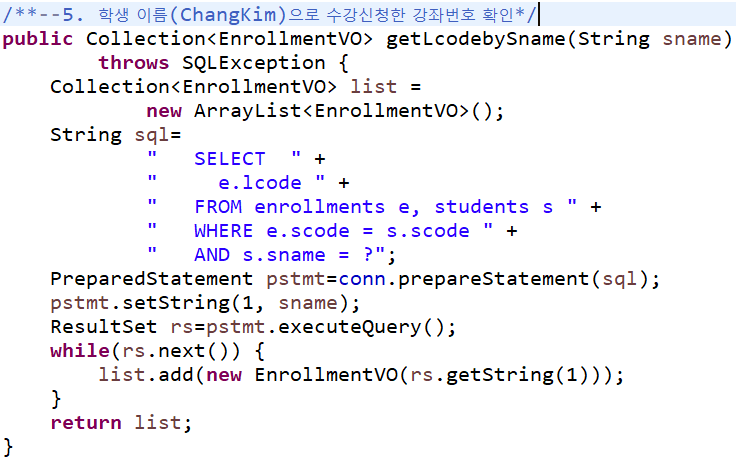 /**--5. 학생 이름(ChangKim)으로 수강신청한 강좌번호 확인*/
public Collection<EnrollmentVO> getLcodebySname(String sname)
        throws SQLException {
    Collection<EnrollmentVO> list =
            new ArrayList<EnrollmentVO>();
    String sql=
            "   SELECT  " +
            "     e.lcode " +
            "   FROM enrollments e, students s " +
            "   WHERE e.scode = s.scode " +
            "   AND s.sname = ?";
    PreparedStatement pstmt=conn.prepareStatement(sql);
    pstmt.setString(1, sname);
    ResultSet rs=pstmt.executeQuery();
    while(rs.next()) {
        list.add(new EnrollmentVO(rs.getString(1)));
    }
    return list;
}